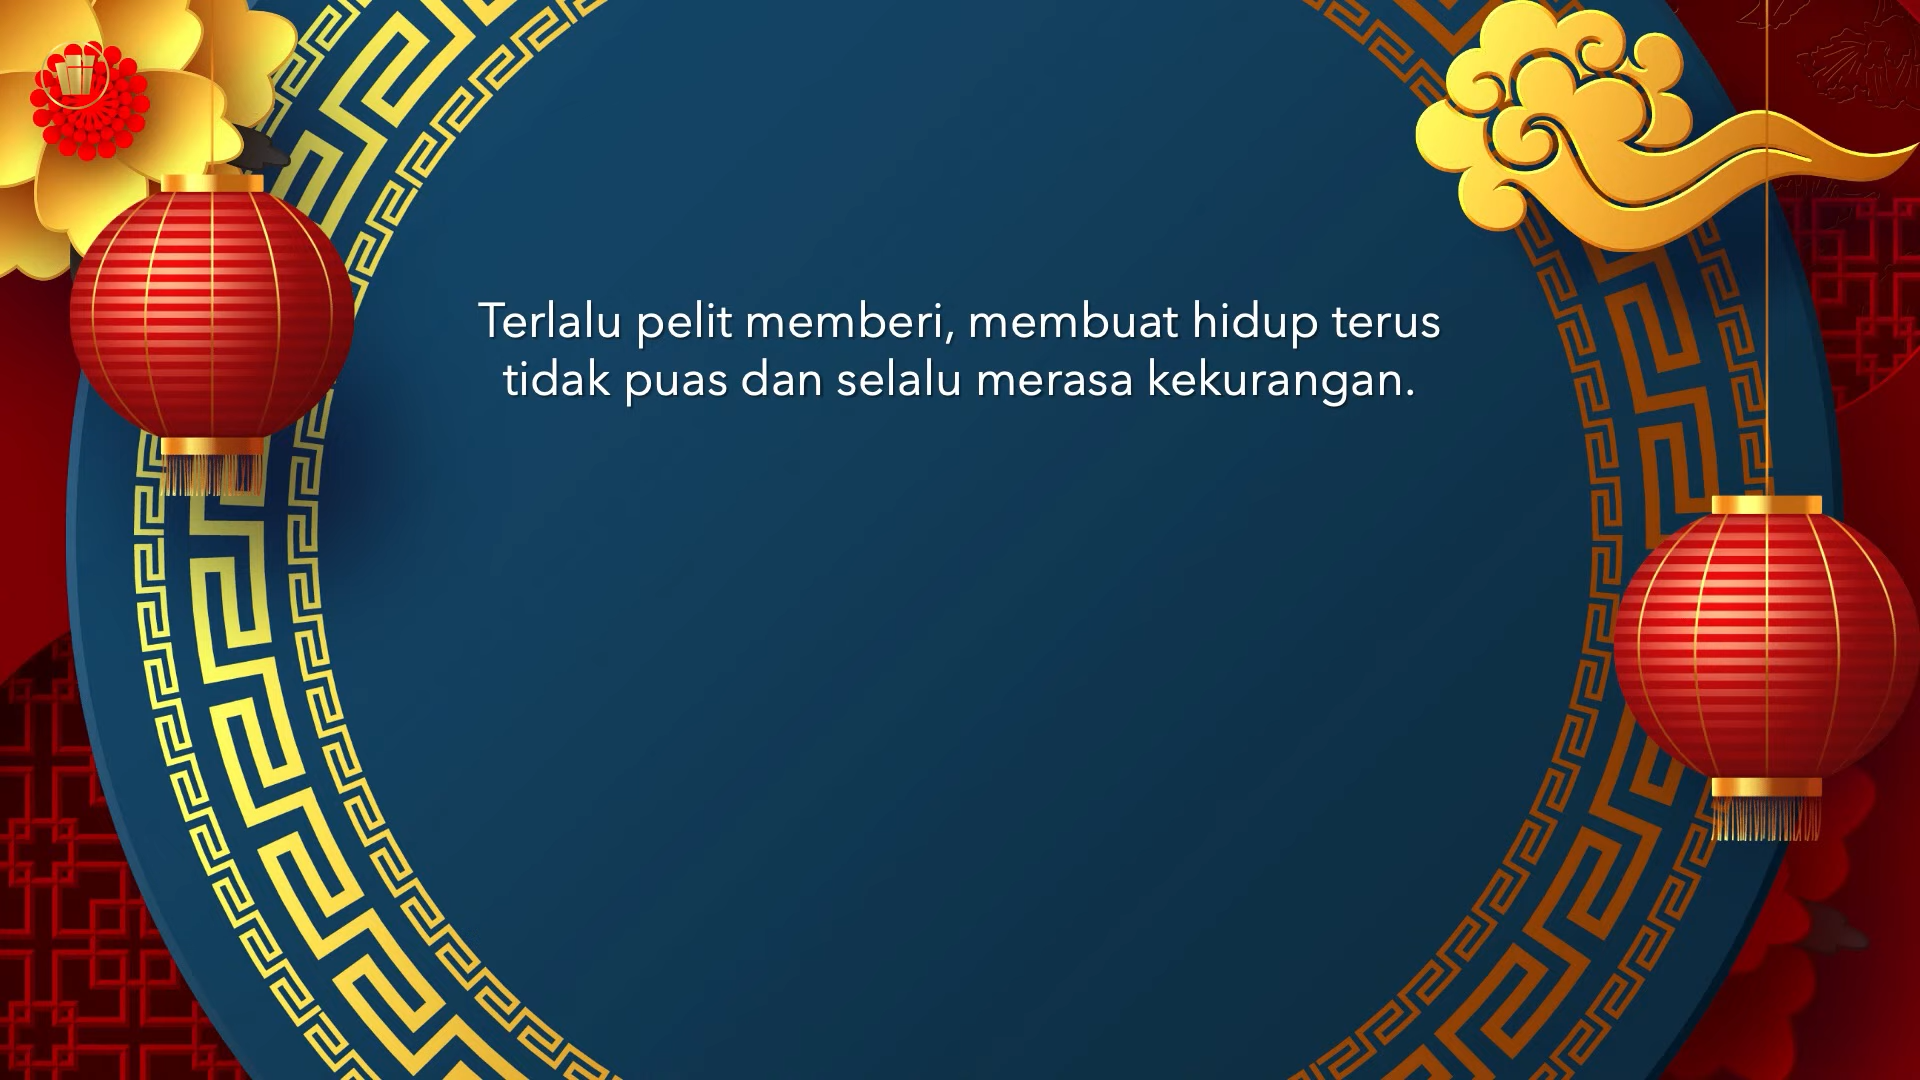 Terlalu pelit memberi, membuat hidup terus
tidak puas dan selalu merasa kekurangan.